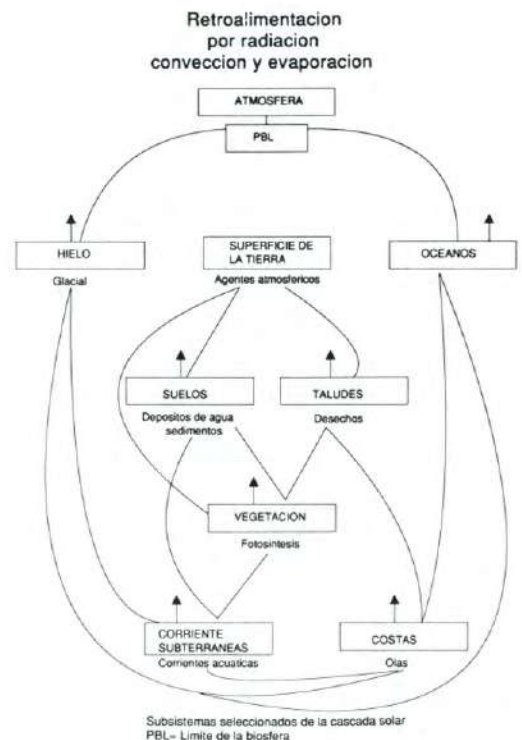 Retroalimentacion
por radiacion
conveccion y evaporacion
ATMOSFERA
PBL
HIELO
Glacial
SUPERFICIE DE
LA TIERRA
Agentes atmosfericos
OCEANOS
SUELOS
Depositos de agua
sedimentos
TALUDES
Desechos
VEGETACION
Fotosintesis
CORRIENTE
SUBTERRANEAS
Corrientes acuaticas
COSTAS
Olas
Subsistemas seleccionados de la cascada solar
PBL= Limite de la biosfera